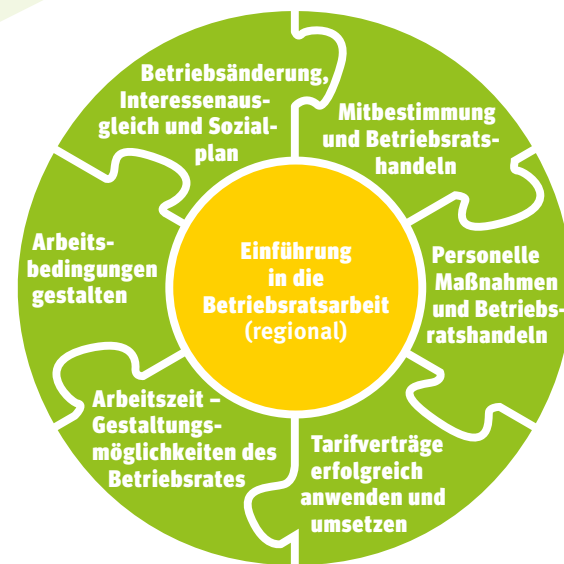 Betriebsänderung,
Interessenaus-
gleich und Sozial-
plan
Mitbestimmung
und Betriebsrats-
handeln
Personelle
Maßnahmen
und Betriebs-
ratshandeln
Tarifverträge
erfolgreich
anwenden und
umsetzen
Arbeitszeit –
Gestaltungs-
möglichkeiten des
Betriebsrates
Arbeits-
bedingungen
gestalten
Einführung
in die
Betriebsratsarbeit
(regional)